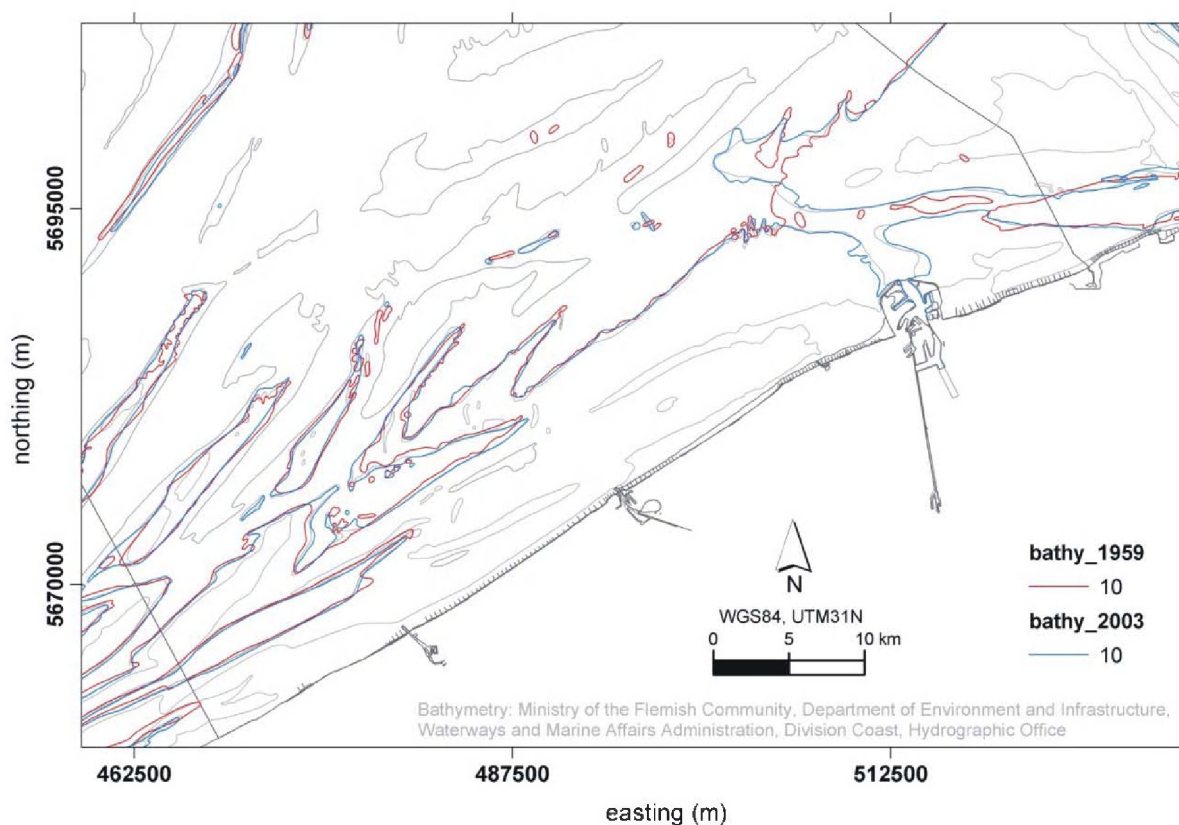 5695000
5670000
northing (m)
bathy_1959
10
bathy_2003
10
N
WGS84, UTM31N
0 5 10 km
Bathymetry: Ministry of the Flemish Community, Department of Environment and Infrastructure,
Waterways and Marine Affairs Administration, Division Coast, Hydrographic Office
462500 487500 512500
easting (m)